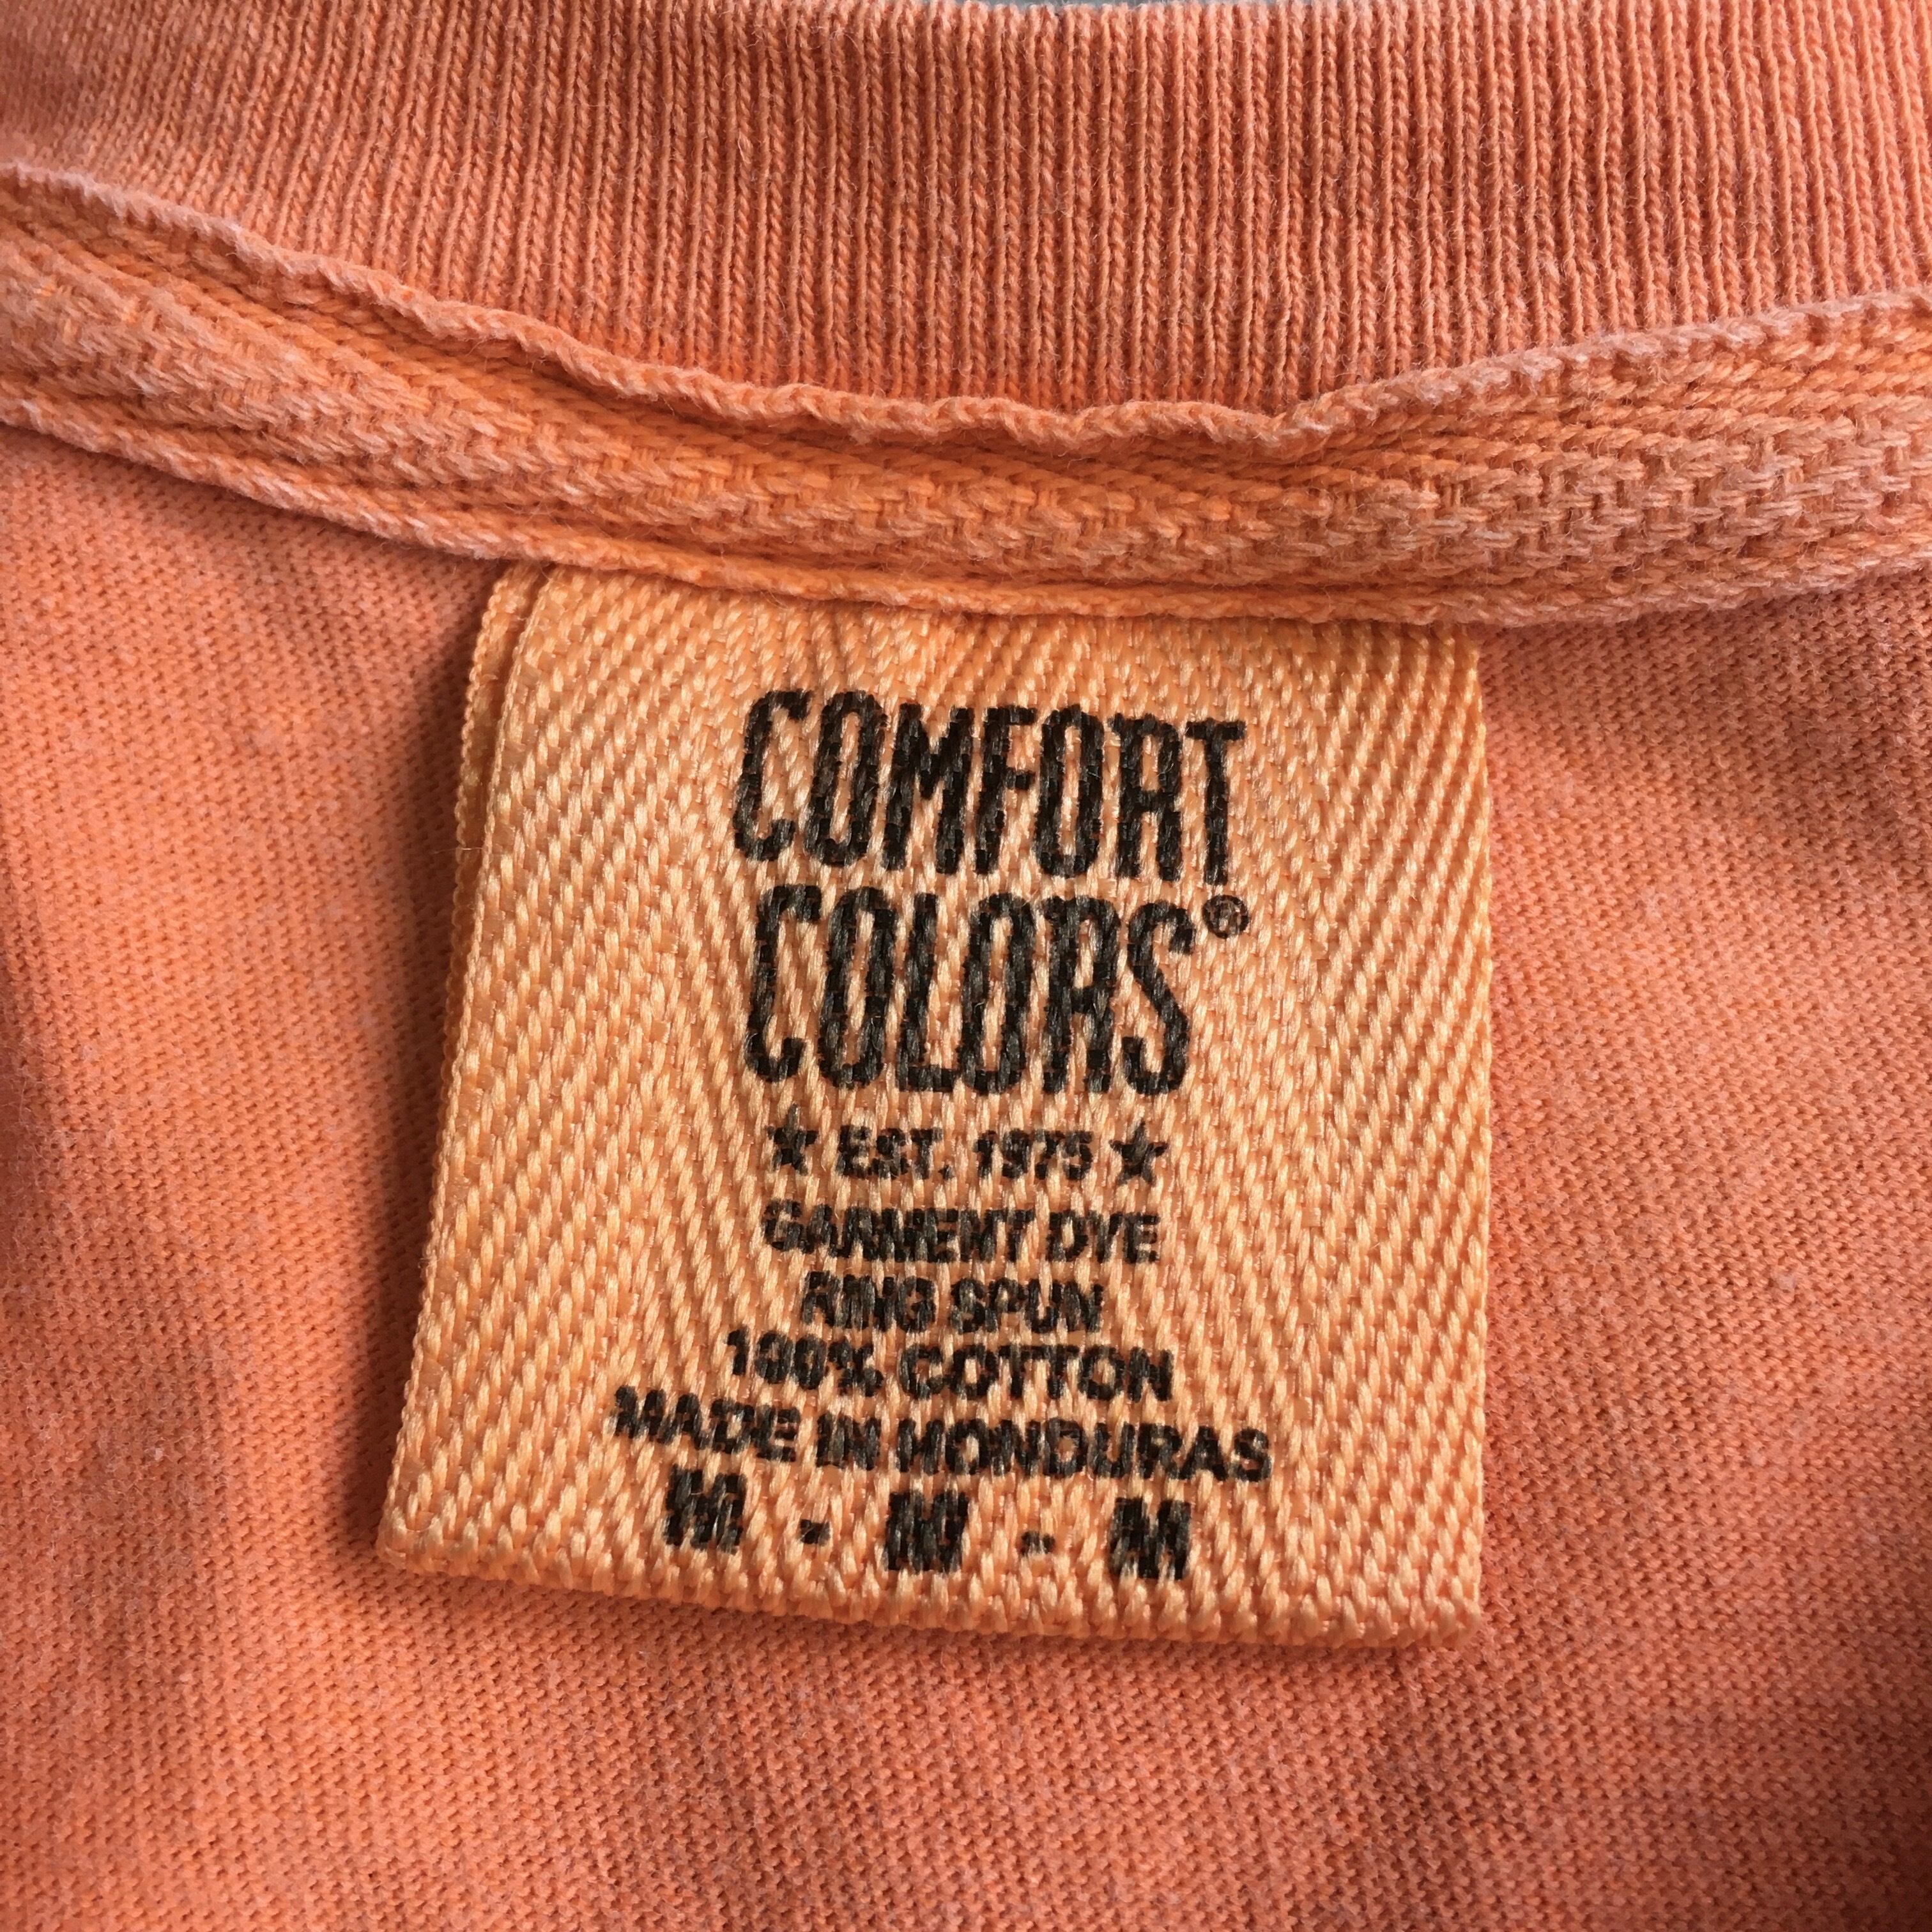 COMFORT
COLORS®
★ EST. 1975 ★
GARMENT DYE
RING SPUN
100% COTTON
MADE IN HONDURAS
M - M - M